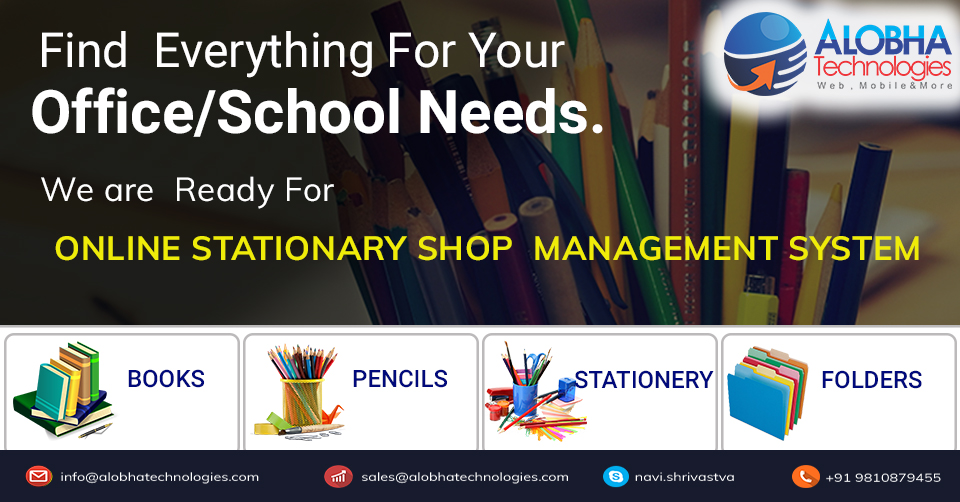 Find Everything For Your
Office/School Needs.
ALOBHA
Technologies
Web , Mobile & More
We are Ready For
ONLINE STATIONARY SHOP MANAGEMENT SYSTEM
BOOKS
PENCILS
STATIONERY
FOLDERS
info@alobhatechnologies.com
sales@alobhatechnologies.com
navi.shrivastva
+91 9810879455